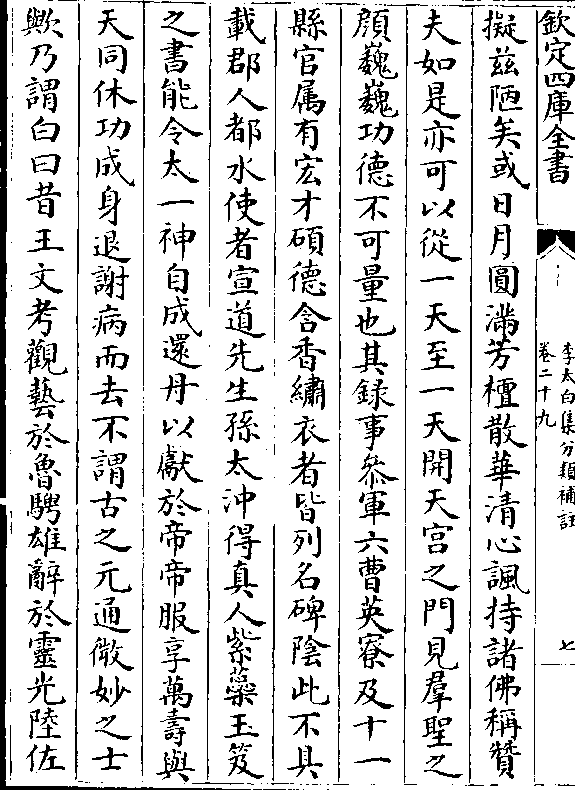 欽定四庫全書
李太白集分類補註
卷二十九
七
擬兹陋矣或日月圓滿芳檀散華清心諷持諸佛稱贊
夫如是亦可以從一天至一天開天宫之門見羣聖之
顔巍巍功德不可量也其録事叅軍六曹英寮及十一
縣官属有宏才碩德含香繡衣者皆列名碑陰此不具
載郡人都水使者宣道先生孫太沖得真人紫蘂玉笈
之書能令太一神自成還丹以獻於帝帝服享萬壽與
天同休功成身退謝病而去不謂古之元通微妙之士
歟乃謂白曰昔王文考觀藝於魯騁雄辭於靈光陸佐